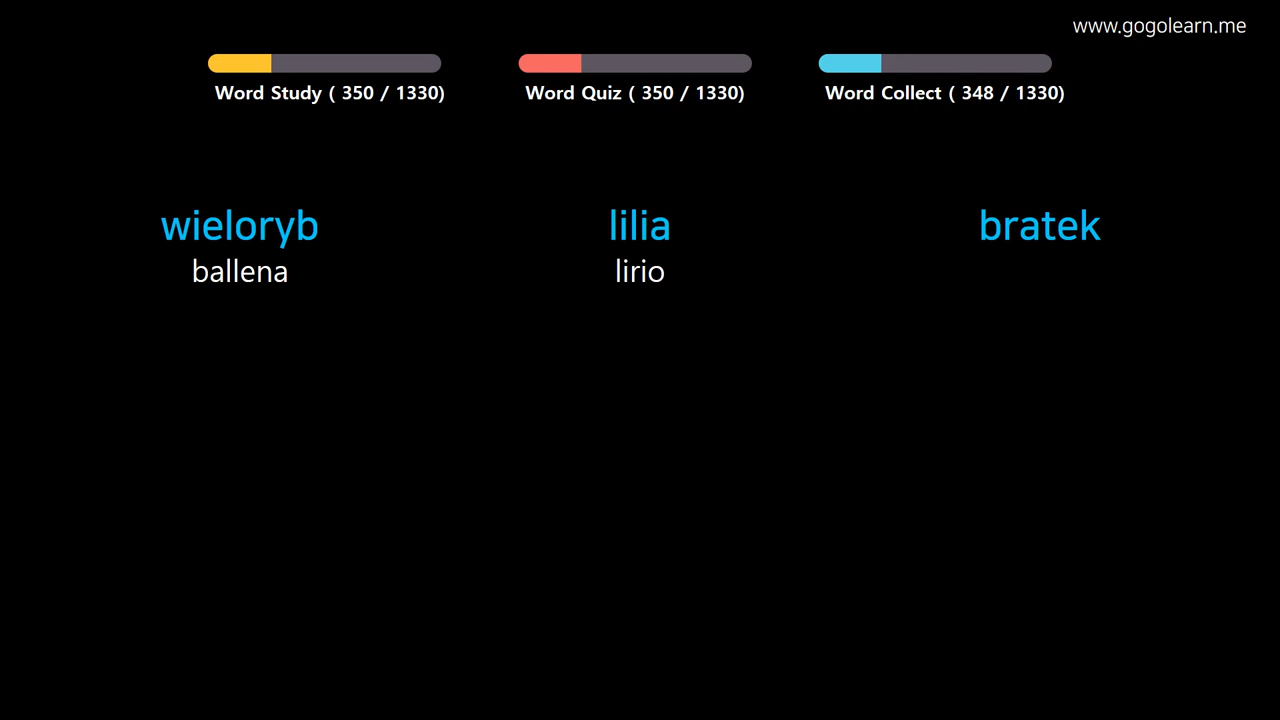 www.gogolearn.me
Word Study ( 350 / 1330)
Word Quiz ( 350 / 1330)
Word Collect ( 348 / 1330)
wieloryb
ballena
lilia
lirio
bratek